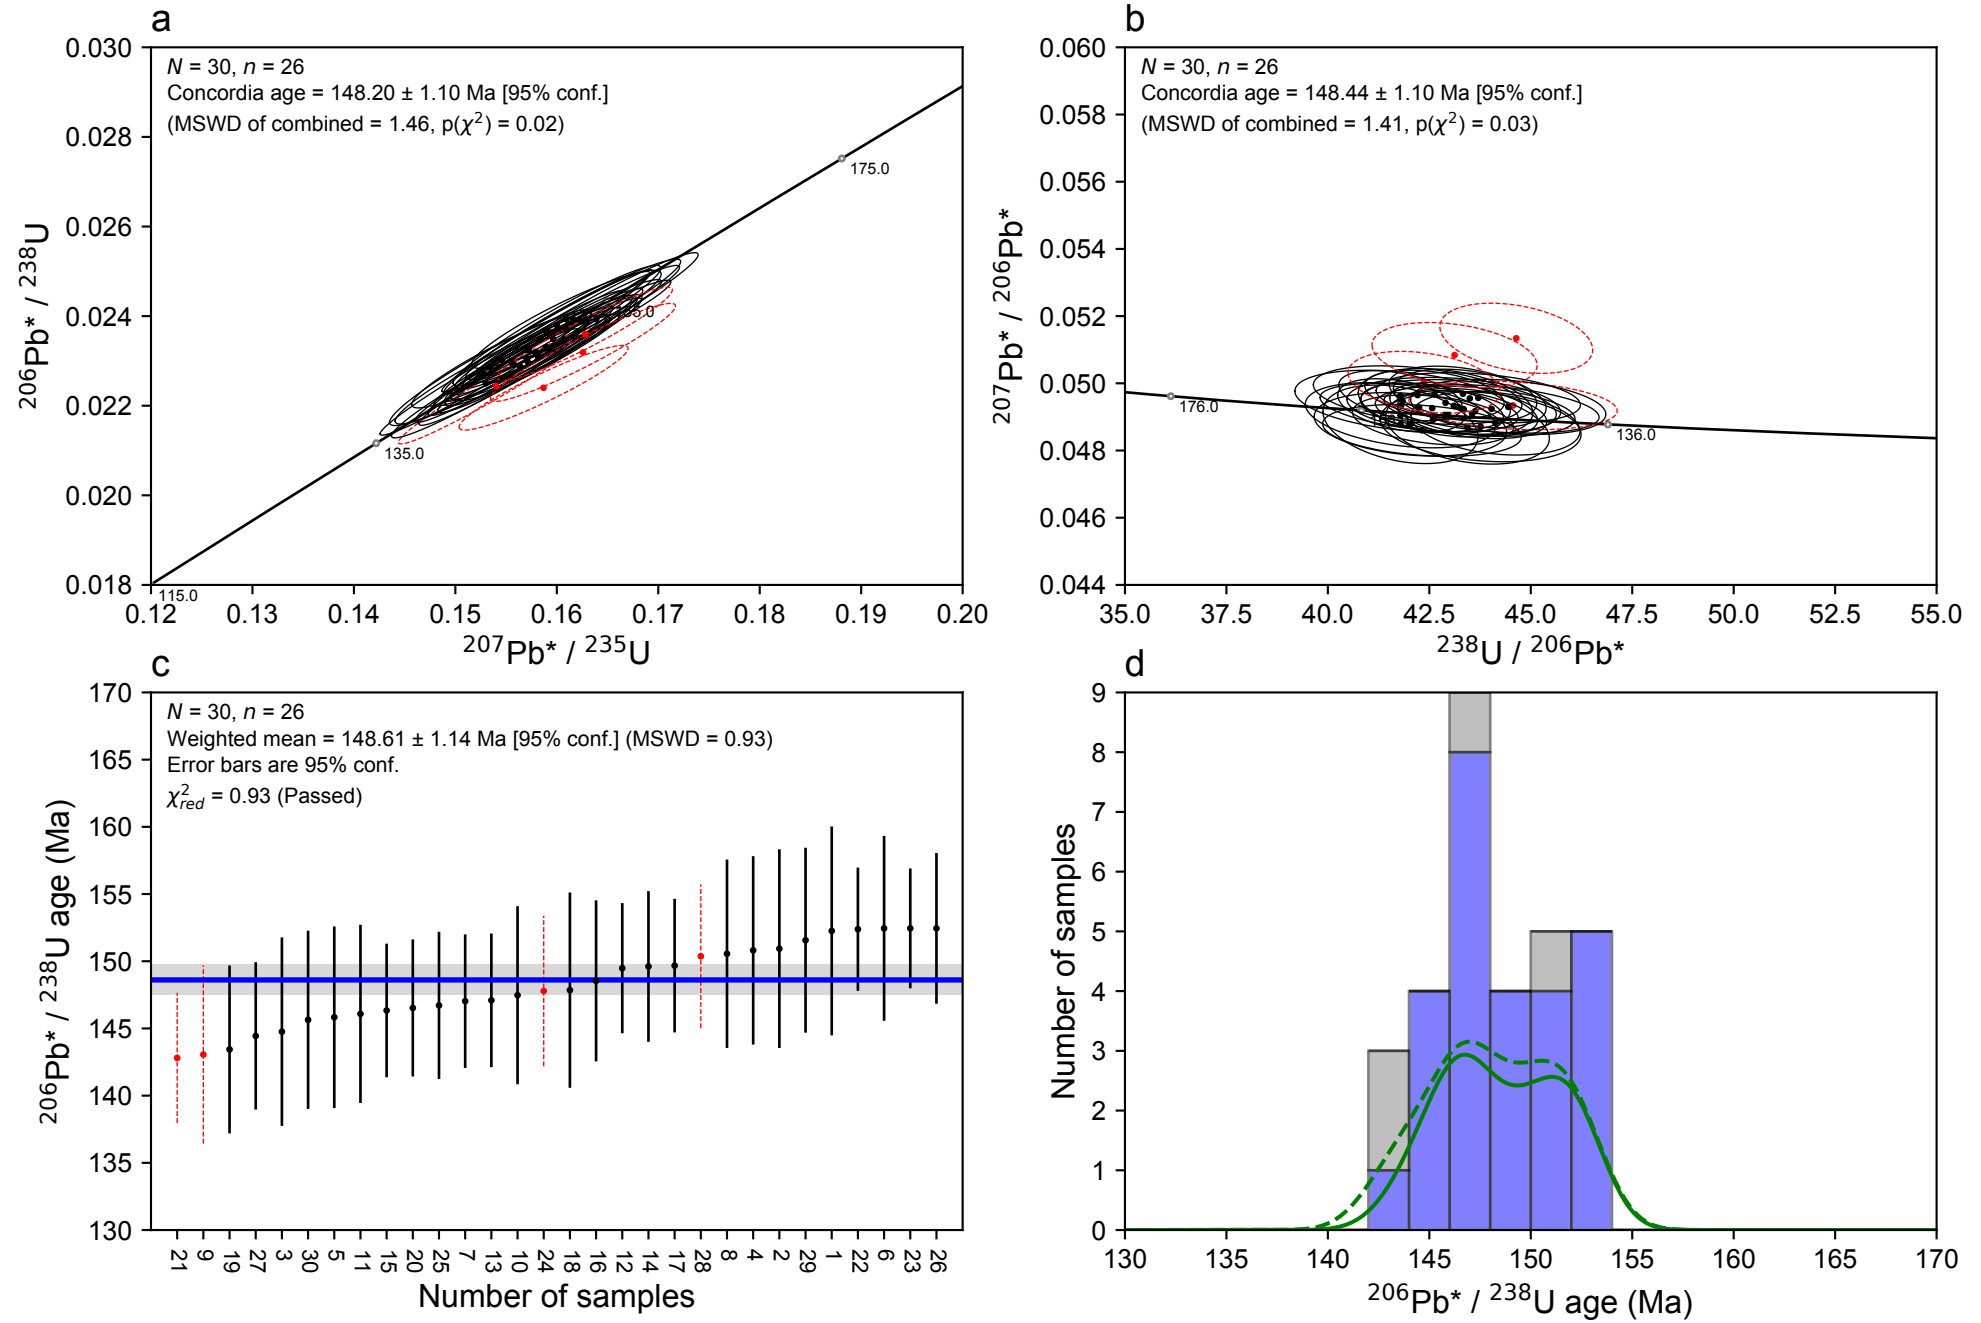 a
0.030
0.028
0.026
0.024
0.022
0.020
0.018
²⁰⁶Pb* / ²³⁸U
N = 30, n = 26
Concordia age = 148.20 ± 1.10 Ma [95% conf.]
(MSWD of combined = 1.46, p(χ²) = 0.02)
175.0
135.0
115.0
0.12 0.13 0.14 0.15 0.16 0.17 0.18 0.19 0.20
²⁰⁷Pb* / ²³⁵U
b
0.060
0.058
0.056
0.054
0.052
0.050
0.048
0.046
0.044
²⁰⁷Pb* / ²⁰⁶Pb*
N = 30, n = 26
Concordia age = 148.44 ± 1.10 Ma [95% conf.]
(MSWD of combined = 1.41, p(χ²) = 0.03)
176.0
136.0
35.0 37.5 40.0 42.5 45.0 47.5 50.0 52.5 55.0
²³⁸U / ²⁰⁶Pb*
c
170
165
160
155
150
145
140
135
130
²⁰⁶Pb* / ²³⁸U age (Ma)
N = 30, n = 26
Weighted mean = 148.61 ± 1.14 Ma [95% conf.] (MSWD = 0.93)
Error bars are 95% conf.
χ²red = 0.93 (Passed)
21 9 19 27 3 30 5 11 15 20 25 7 13 10 24 18 16 12 14 17 28 8 4 2 29 1 22 6 23 26
Number of samples
d
9
8
7
6
5
4
3
2
1
0
Number of samples
130 135 140 145 150 155 160 165 170
²⁰⁶Pb* / ²³⁸U age (Ma)